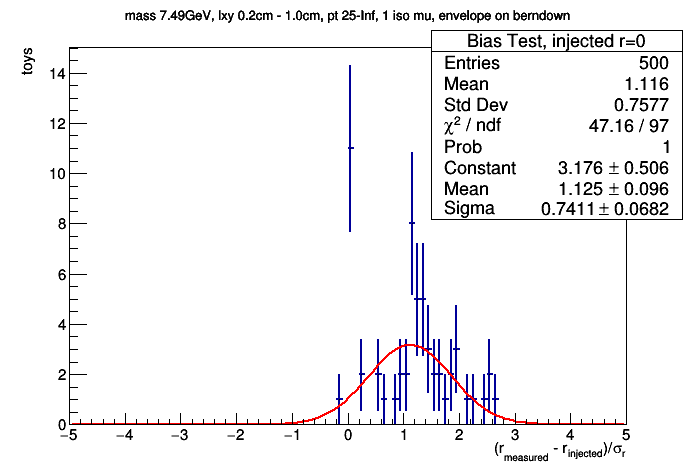 mass 7.49GeV, lxy 0.2cm - 1.0cm, pt 25-Inf, 1 iso mu, envelope on berndown
Bias Test, injected r=0
Entries 500
Mean 1.116
Std Dev 0.7577
χ² / ndf 47.16 / 97
Prob 1
Constant 3.176 ± 0.506
Mean 1.125 ± 0.096
Sigma 0.7411 ± 0.0682
toys
14
12
10
8
6
4
2
0
−5 −4 −3 −2 −1 0 1 2 3 4 5
(r_measured - r_injected)/σ_r